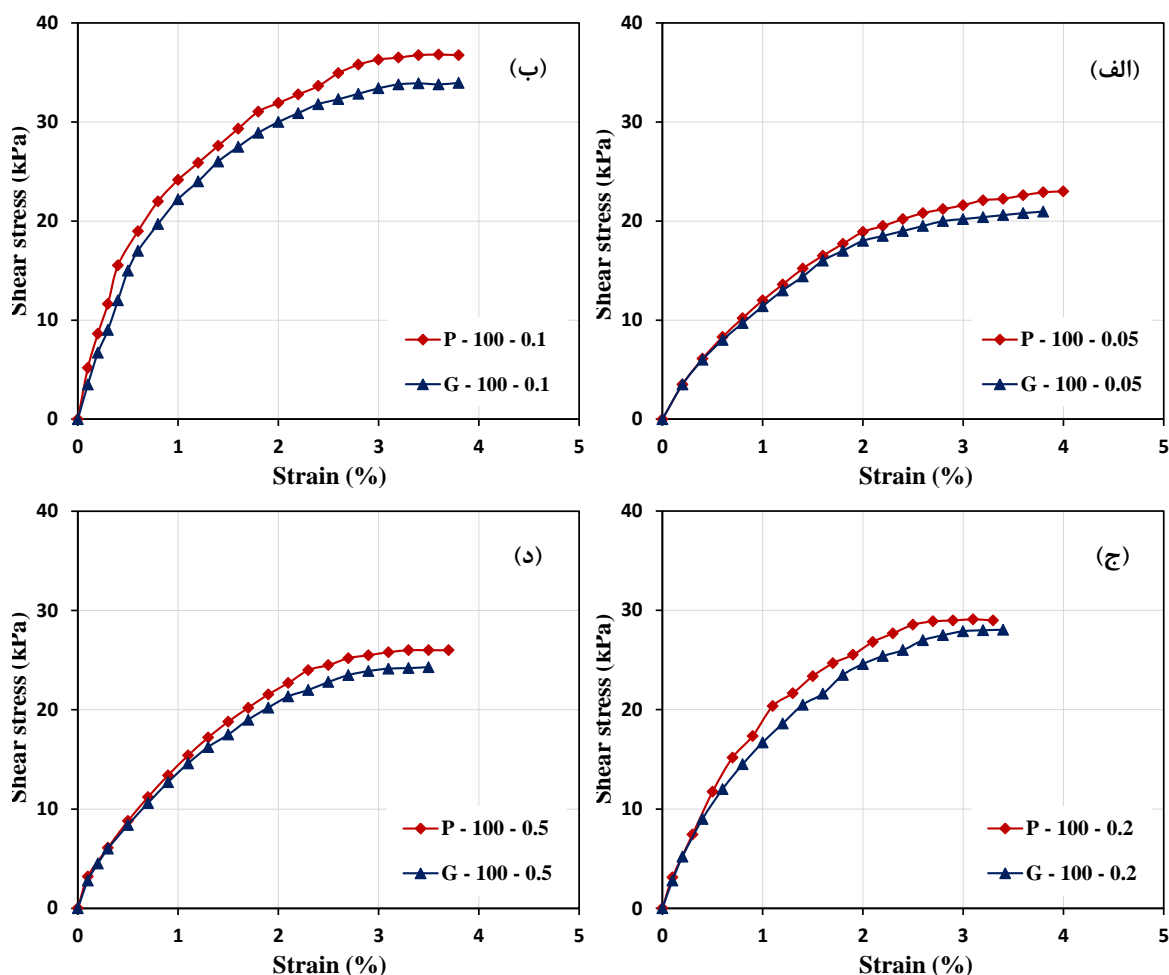 40
30
20
10
0
0 1 2 3 4 5
Shear stress (kPa)
Strain (%)
(ب)
P - 100 - 0.1
G - 100 - 0.1
40
30
20
10
0
0 1 2 3 4 5
Shear stress (kPa)
Strain (%)
(الف)
P - 100 - 0.05
G - 100 - 0.05
40
30
20
10
0
0 1 2 3 4 5
Shear stress (kPa)
Strain (%)
(د)
P - 100 - 0.5
G - 100 - 0.5
40
30
20
10
0
0 1 2 3 4 5
Shear stress (kPa)
Strain (%)
(ج)
P - 100 - 0.2
G - 100 - 0.2